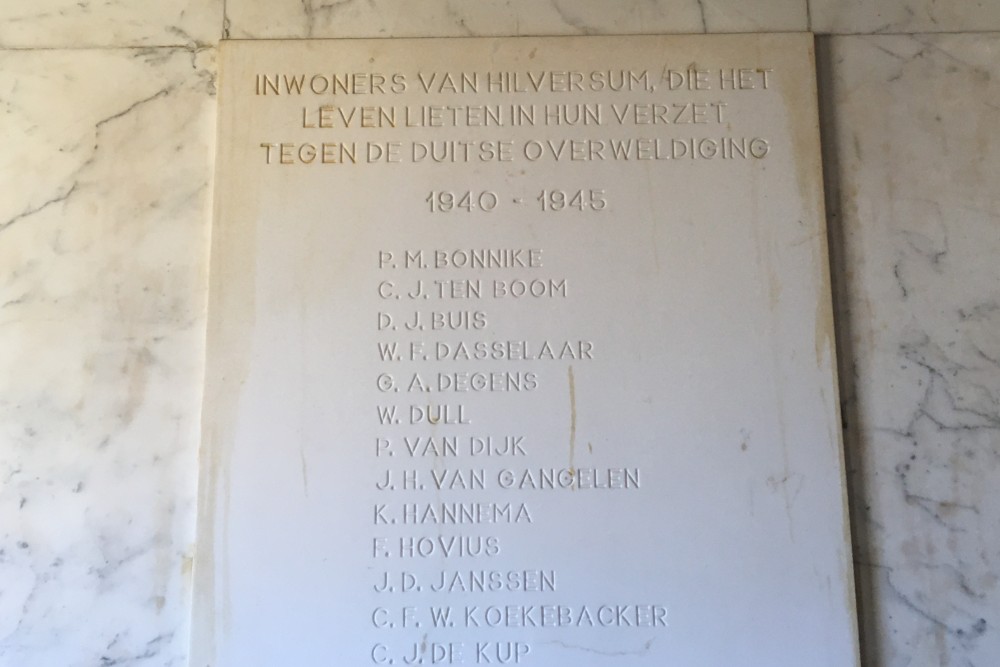 INWONERS VAN HILVERSUM, DIE HET
LEVEN LIETEN IN HUN VERZET
TEGEN DE DUITSE OVERWELDIGING
1940 - 1945
P. M. BONNIKE
C. J. TEN BOOM
D. J. BUIS
W. F. DASSELAAR
G. A. DEGENS
W. DULL
P. VAN DIJK
J. H. VAN GANGELEN
K. HANNEMA
F. HOVIUS
J. D. JANSSEN
C. F. W. KOEKEBACKER
C. J. DE KUP